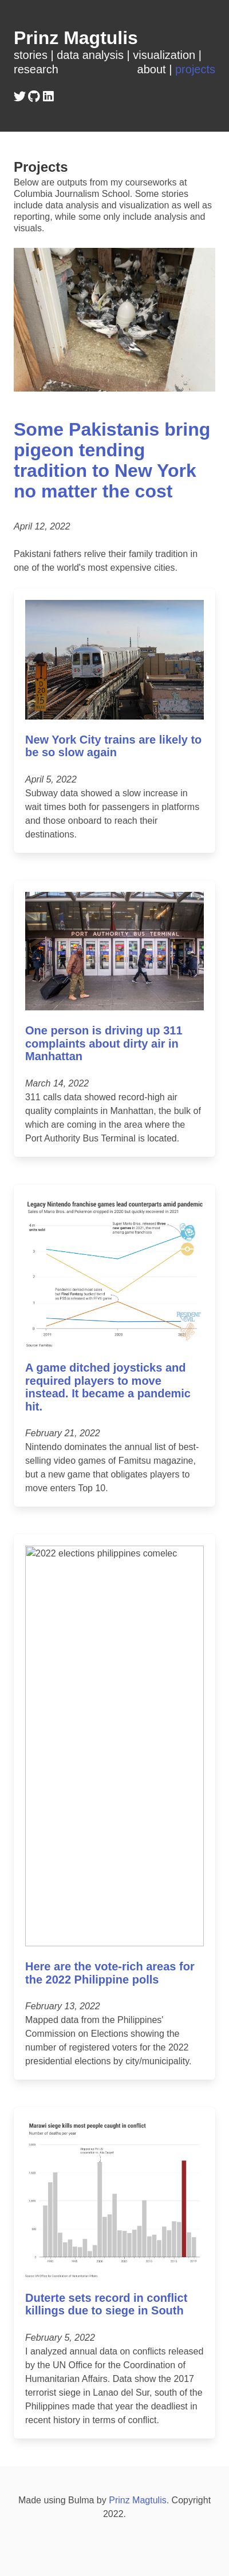 Prinz Magtulis
stories | data analysis | visualization |
research
about | projects
Projects
Below are outputs from my courseworks at
Columbia Journalism School. Some stories
include data analysis and visualization as well as
reporting, while some only include analysis and
visuals.
Some Pakistanis bring
pigeon tending
tradition to New York
no matter the cost
April 12, 2022
Pakistani fathers relive their family tradition in
one of the world's most expensive cities.
New York City trains are likely to
be so slow again
April 5, 2022
Subway data showed a slow increase in
wait times both for passengers in platforms
and those onboard to reach their
destinations.
PORT AUTHORITY BUS TERMINAL
One person is driving up 311
complaints about dirty air in
Manhattan
March 14, 2022
311 calls data showed record-high air
quality complaints in Manhattan, the bulk of
which are coming in the area where the
Port Authority Bus Terminal is located.
Legacy Nintendo franchise games lead counterparts amid pandemic
A game ditched joysticks and
required players to move
instead. It became a pandemic
hit.
February 21, 2022
Nintendo dominates the annual list of best-
selling video games of Famitsu magazine,
but a new game that obligates players to
move enters Top 10.
2022 elections philippines comelec
Here are the vote-rich areas for
the 2022 Philippine polls
February 13, 2022
Mapped data from the Philippines'
Commission on Elections showing the
number of registered voters for the 2022
presidential elections by city/municipality.
Marawi siege kills most people caught in conflict
Number of deaths per year
Duterte sets record in conflict
killings due to siege in South
February 5, 2022
I analyzed annual data on conflicts released
by the UN Office for the Coordination of
Humanitarian Affairs. Data show the 2017
terrorist siege in Lanao del Sur, south of the
Philippines made that year the deadliest in
recent history in terms of conflict.
Made using Bulma by Prinz Magtulis. Copyright
2022.